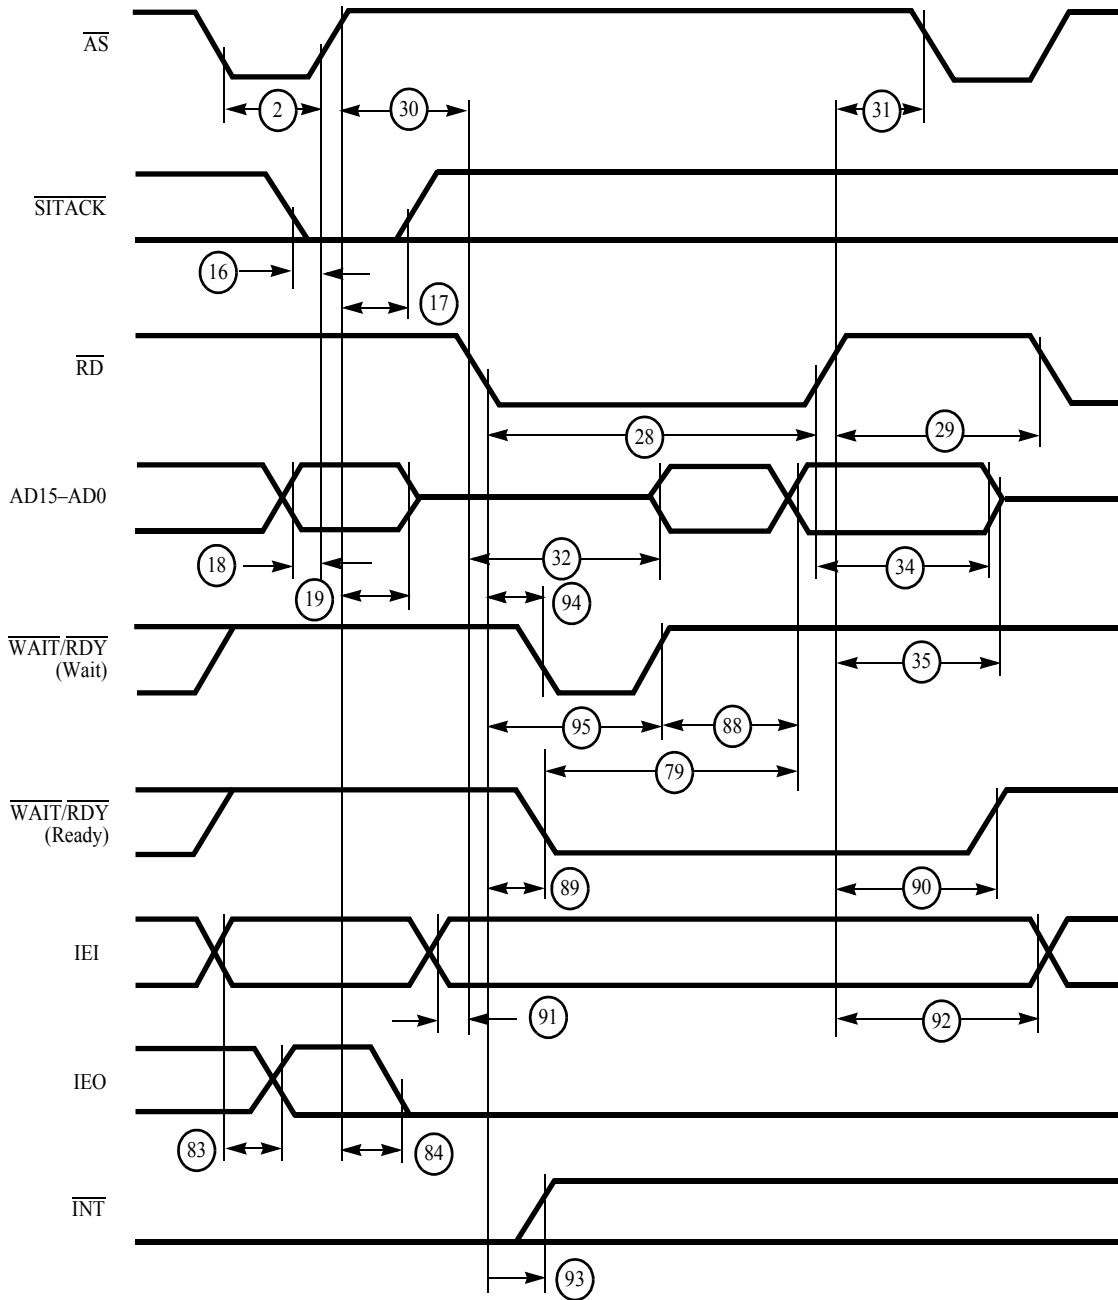 AS
2
30
31
SITACK
16
17
RD
28
29
AD15–AD0
18
32
34
19
94
WAIT/RDY
(Wait)
35
95
88
79
WAIT/RDY
(Ready)
89
90
IEI
91
92
IEO
83
84
INT
93